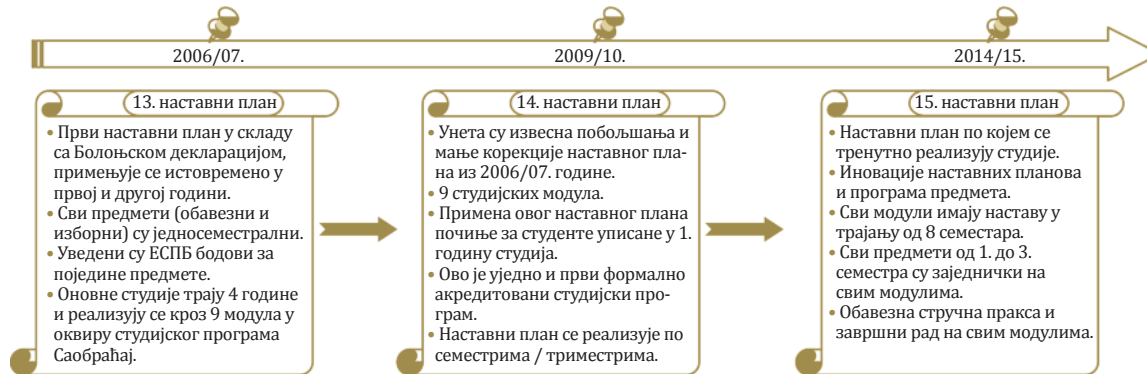 2006/07.
2009/10.
2014/15.
13. наставни план
• Први наставни план у складу
са Болоњском декларацијом,
примењује се истовремено у
првој и другој години.
• Сви предмети (обавезни и
изборни) су једносеместрални.
• Уведени су ЕСПБ бодови за
поједине предмете.
• Оновне студије трају 4 године
и реализују се кроз 9 модула у
оквиру студијског програма
Саобраћај.
14. наставни план
• Унета су извесна побољшања и
мање корекције наставног пла-
на из 2006/07. године.
• 9 студијских модула.
• Примена овог наставног плана
почиње за студенте уписане у 1.
годину студија.
• Ово је уједно и први формално
акредитовани студијски про-
грам.
• Наставни план се реализује по
семестрима / триместрима.
15. наставни план
• Наставни план по којем се
тренутно реализују студије.
• Иновације наставних планова
и програма предмета.
• Сви модули имају наставу у
трајању од 8 семестара.
• Сви предмети од 1. до 3.
семестра су заједнички на
свим модулима.
• Обавезна стручна пракса и
завршни рад на свим модулима.